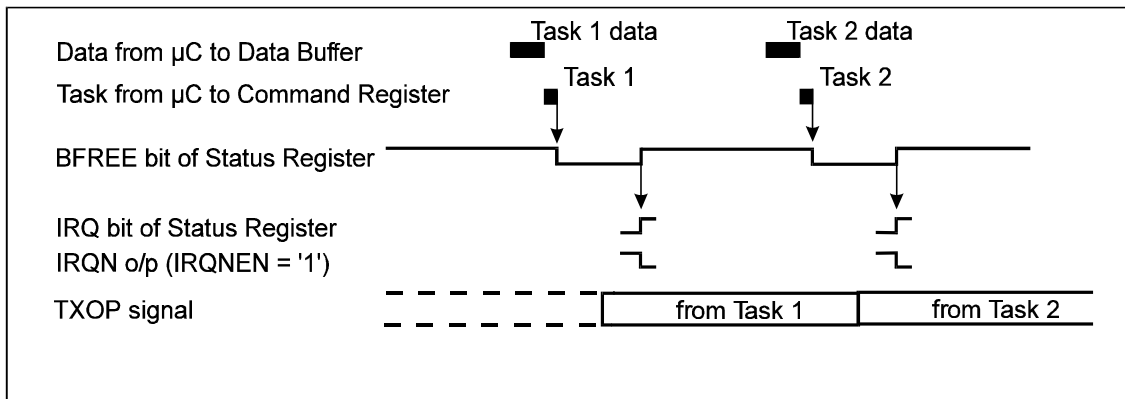 Task 1 data
Task 2 data
Data from µC to Data Buffer
Task 1
Task 2
Task from µC to Command Register
BFREE bit of Status Register
IRQ bit of Status Register
IRQN o/p (IRQNEN = '1')
TXOP signal
from Task 1
from Task 2